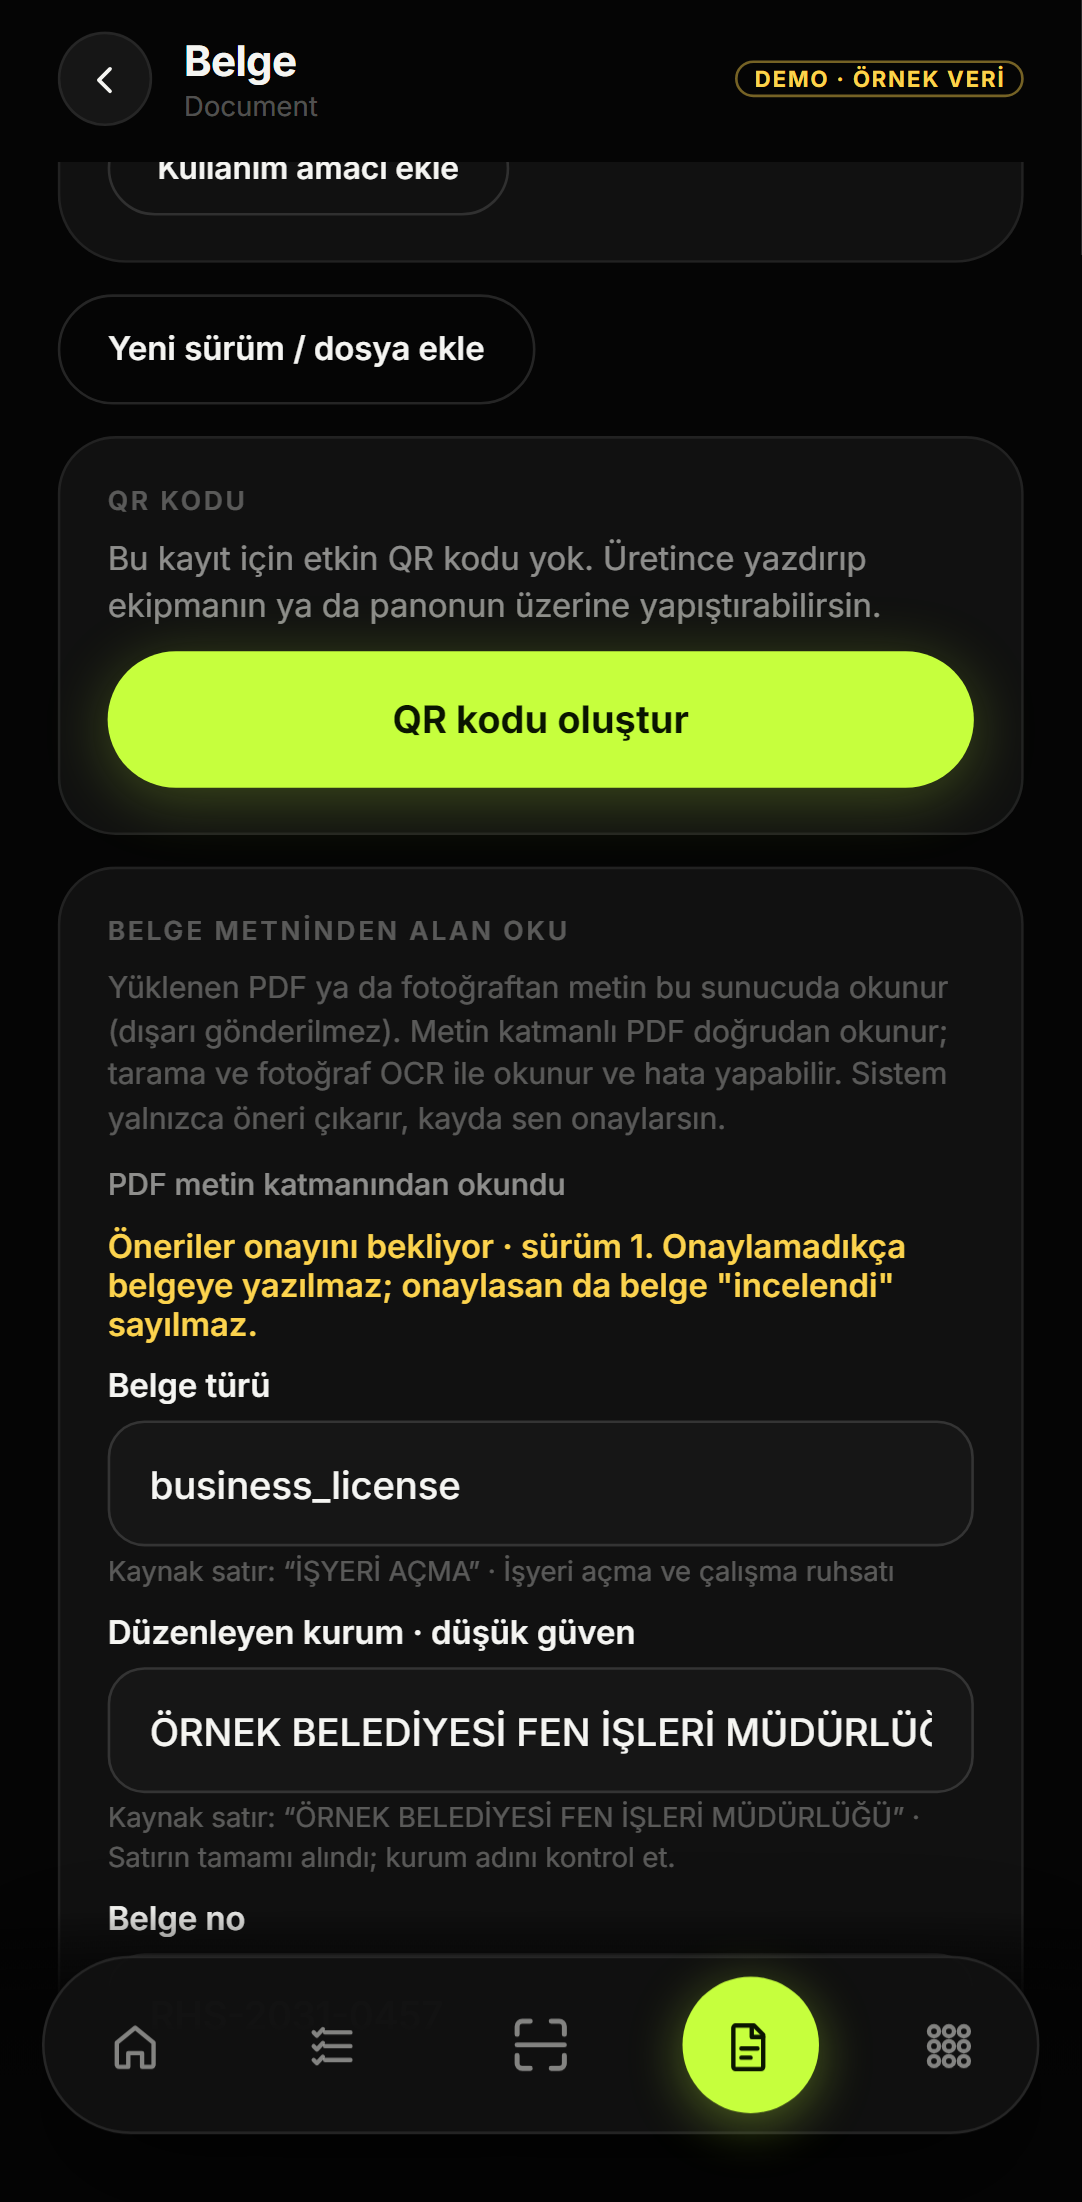 Belge
Document
DEMO · ÖRNEK VERİ
Kullanım amacı ekle
Yeni sürüm / dosya ekle
QR KODU
Bu kayıt için etkin QR kodu yok. Üretince yazdırıp
ekipmanın ya da panonun üzerine yapıştırabilirsin.
QR kodu oluştur
BELGE METNİNDEN ALAN OKU
Yüklenen PDF ya da fotoğraftan metin bu sunucuda okunur
(dışarı gönderilmez). Metin katmanlı PDF doğrudan okunur;
tarama ve fotoğraf OCR ile okunur ve hata yapabilir. Sistem
yalnızca öneri çıkarır, kayda sen onaylarsın.
PDF metin katmanından okundu
Öneriler onayını bekliyor · sürüm 1. Onaylamadıkça
belgeye yazılmaz; onaylasan da belge "incelendi"
sayılmaz.
Belge türü
business_license
Kaynak satır: “İŞYERİ AÇMA” · İşyeri açma ve çalışma ruhsatı
Düzenleyen kurum · düşük güven
ÖRNEK BELEDİYESİ FEN İŞLERİ MÜDÜRLÜĞ
Kaynak satır: “ÖRNEK BELEDİYESİ FEN İŞLERİ MÜDÜRLÜĞÜ” ·
Satırın tamamı alındı; kurum adını kontrol et.
Belge no